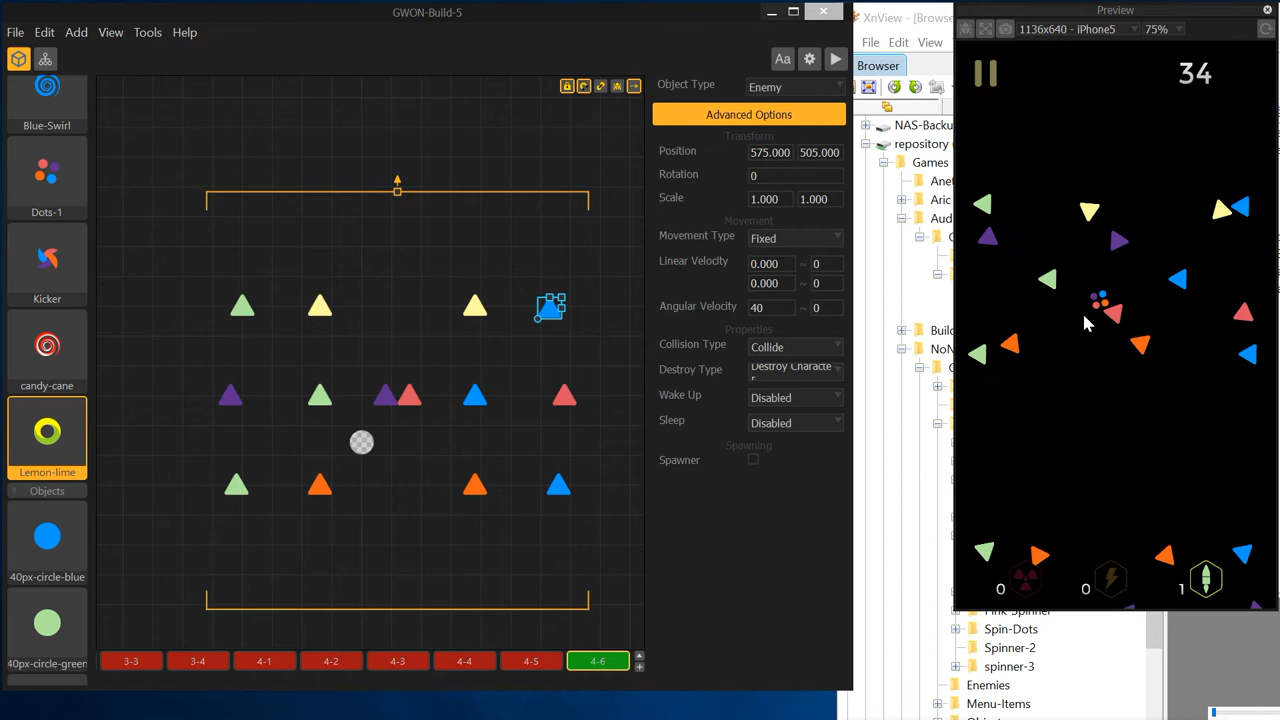 GWON-Build-5
File Edit Add View Tools Help
Aa
Blue-Swirl
Dots-1
Kicker
candy-cane
Lemon-lime
Objects
40px-circle-blue
40px-circle-green
Object Type Enemy
Advanced Options
Transform
Position 575.000 505.000
Rotation 0
Scale 1.000 1.000
Movement
Movement Type Fixed
Linear Velocity 0.000 ~ 0
0.000 ~ 0
Angular Velocity 40 ~ 0
Properties
Collision Type Collide
Destroy Type Destroy Character
Wake Up Disabled
Sleep Disabled
Spawning
Spawner
3-3 3-4 4-1 4-2 4-3 4-4 4-5 4-6
XnView - [Brows
File Edit View
Browser
NAS-Backu
repository (
Games
Anet
Aric
Aud
Build
NoN
Pink-Spinner
Spin-Dots
Spinner-2
spinner-3
Enemies
Menu-Items
Preview
1136x640 - iPhone5 75%
34
0 0 1